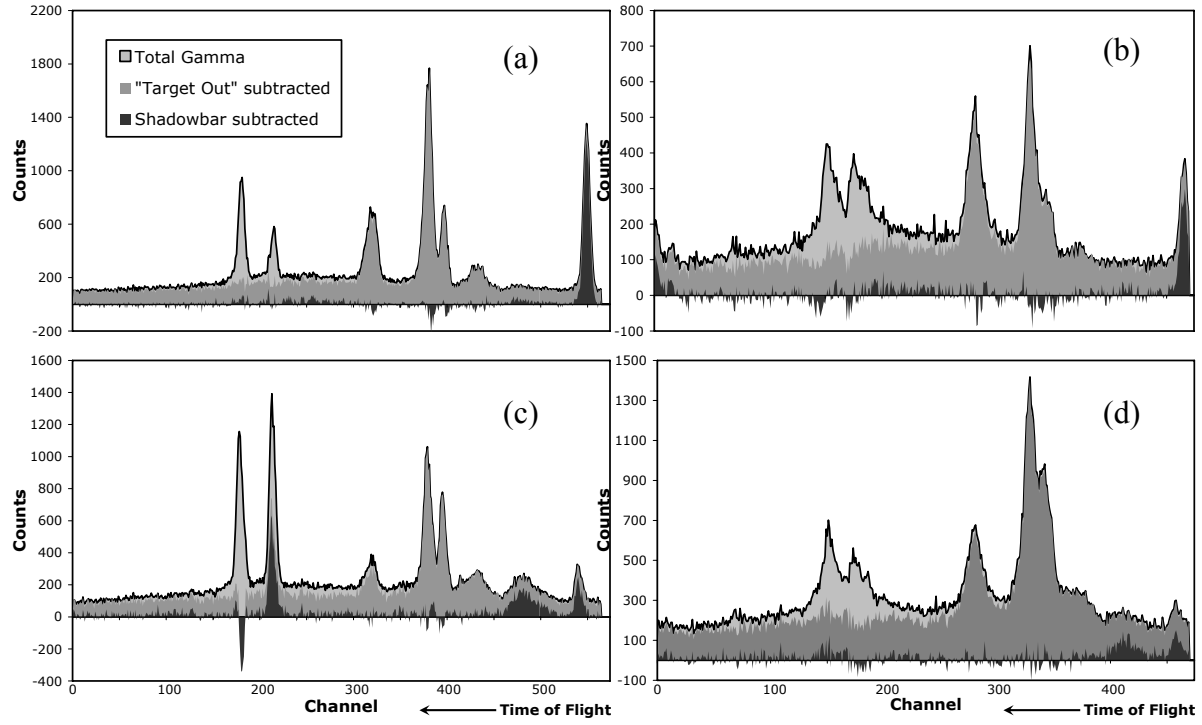 2200
1800
1400
1000
600
200
-200
Counts
Total Gamma
"Target Out" subtracted
Shadowbar subtracted
(a)
800
700
600
500
400
300
200
100
0
-100
Counts
(b)
1600
1400
1200
1000
800
600
400
200
0
-200
-400
Counts
(c)
0 100 200 300 400 500
Channel
Time of Flight
1500
1300
1100
900
700
500
300
100
-100
Counts
(d)
0 100 200 300 400
Channel
Time of Flight